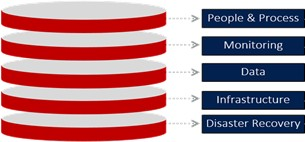 People & Process
Monitoring
Data
Infrastructure
Disaster Recovery